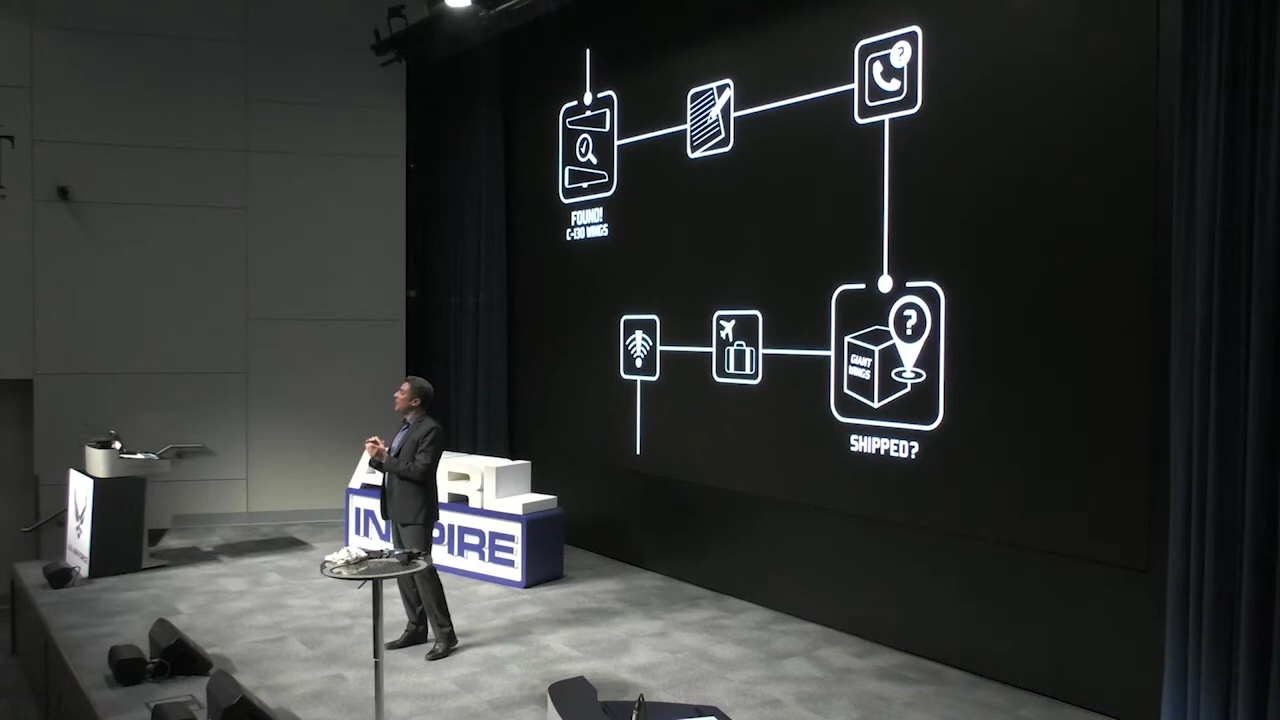 ?
FOUND!
C-130 WINGS
?
GIANT
WINGS
SHIPPED?
AFRL
INSPIRE